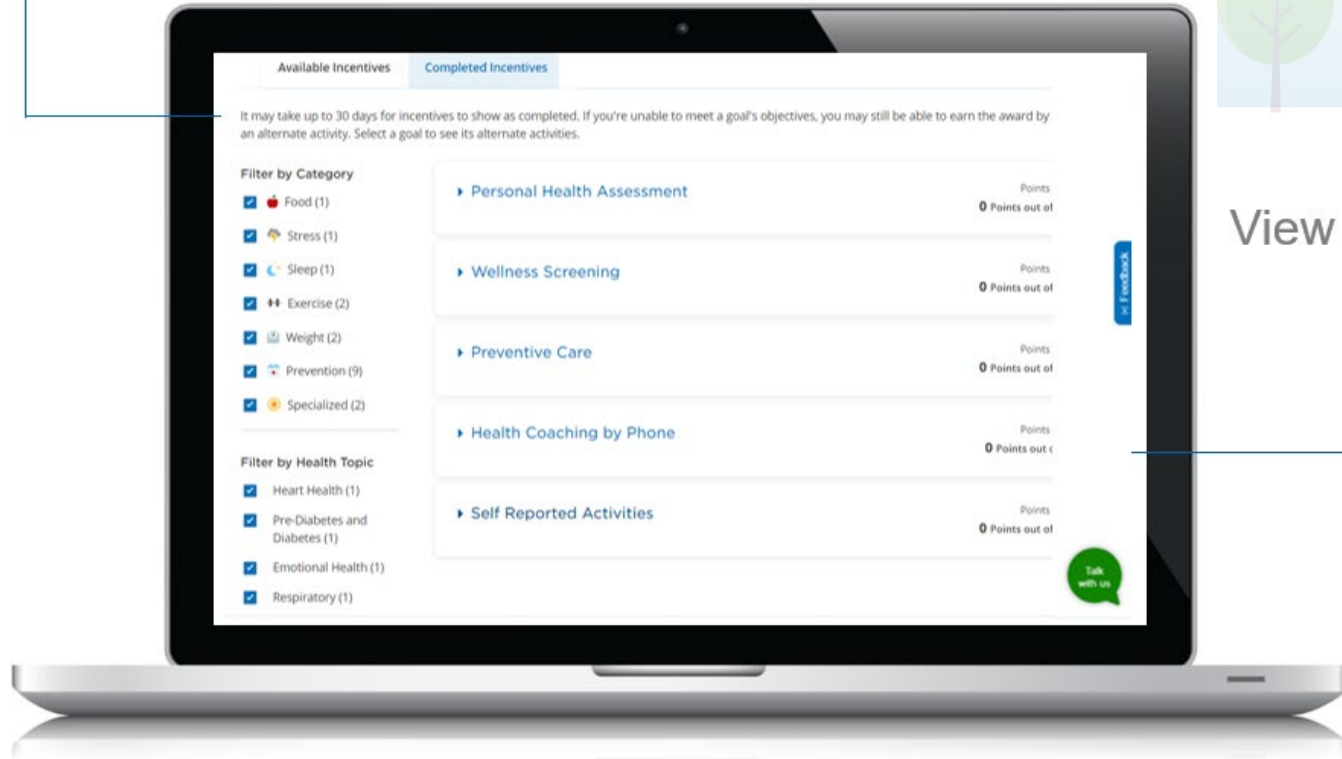 Available Incentives
Completed Incentives
It may take up to 30 days for incentives to show as completed. If you're unable to meet a goal's objectives, you may still be able to earn the award by
an alternate activity. Select a goal to see its alternate activities.
Filter by Category
Food (1)
Stress (1)
Sleep (1)
Exercise (2)
Weight (2)
Prevention (9)
Specialized (2)
Filter by Health Topic
Heart Health (1)
Pre-Diabetes and
Diabetes (1)
Emotional Health (1)
Respiratory (1)
Personal Health Assessment
Points
0 Points out of
Wellness Screening
Points
0 Points out of
Preventive Care
Points
0 Points out of
Health Coaching by Phone
Points
0 Points out
Self Reported Activities
Points
0 Points out of
Feedback
Talk
with us
View